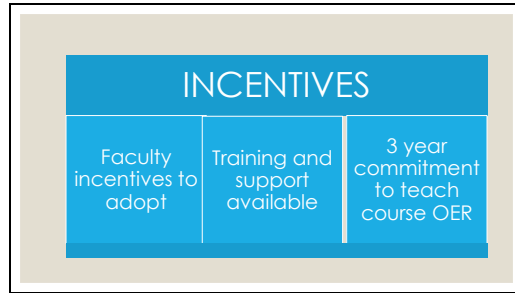 INCENTIVES
Faculty
incentives to
adopt
Training and
support
available
3 year
commitment
to teach
course OER